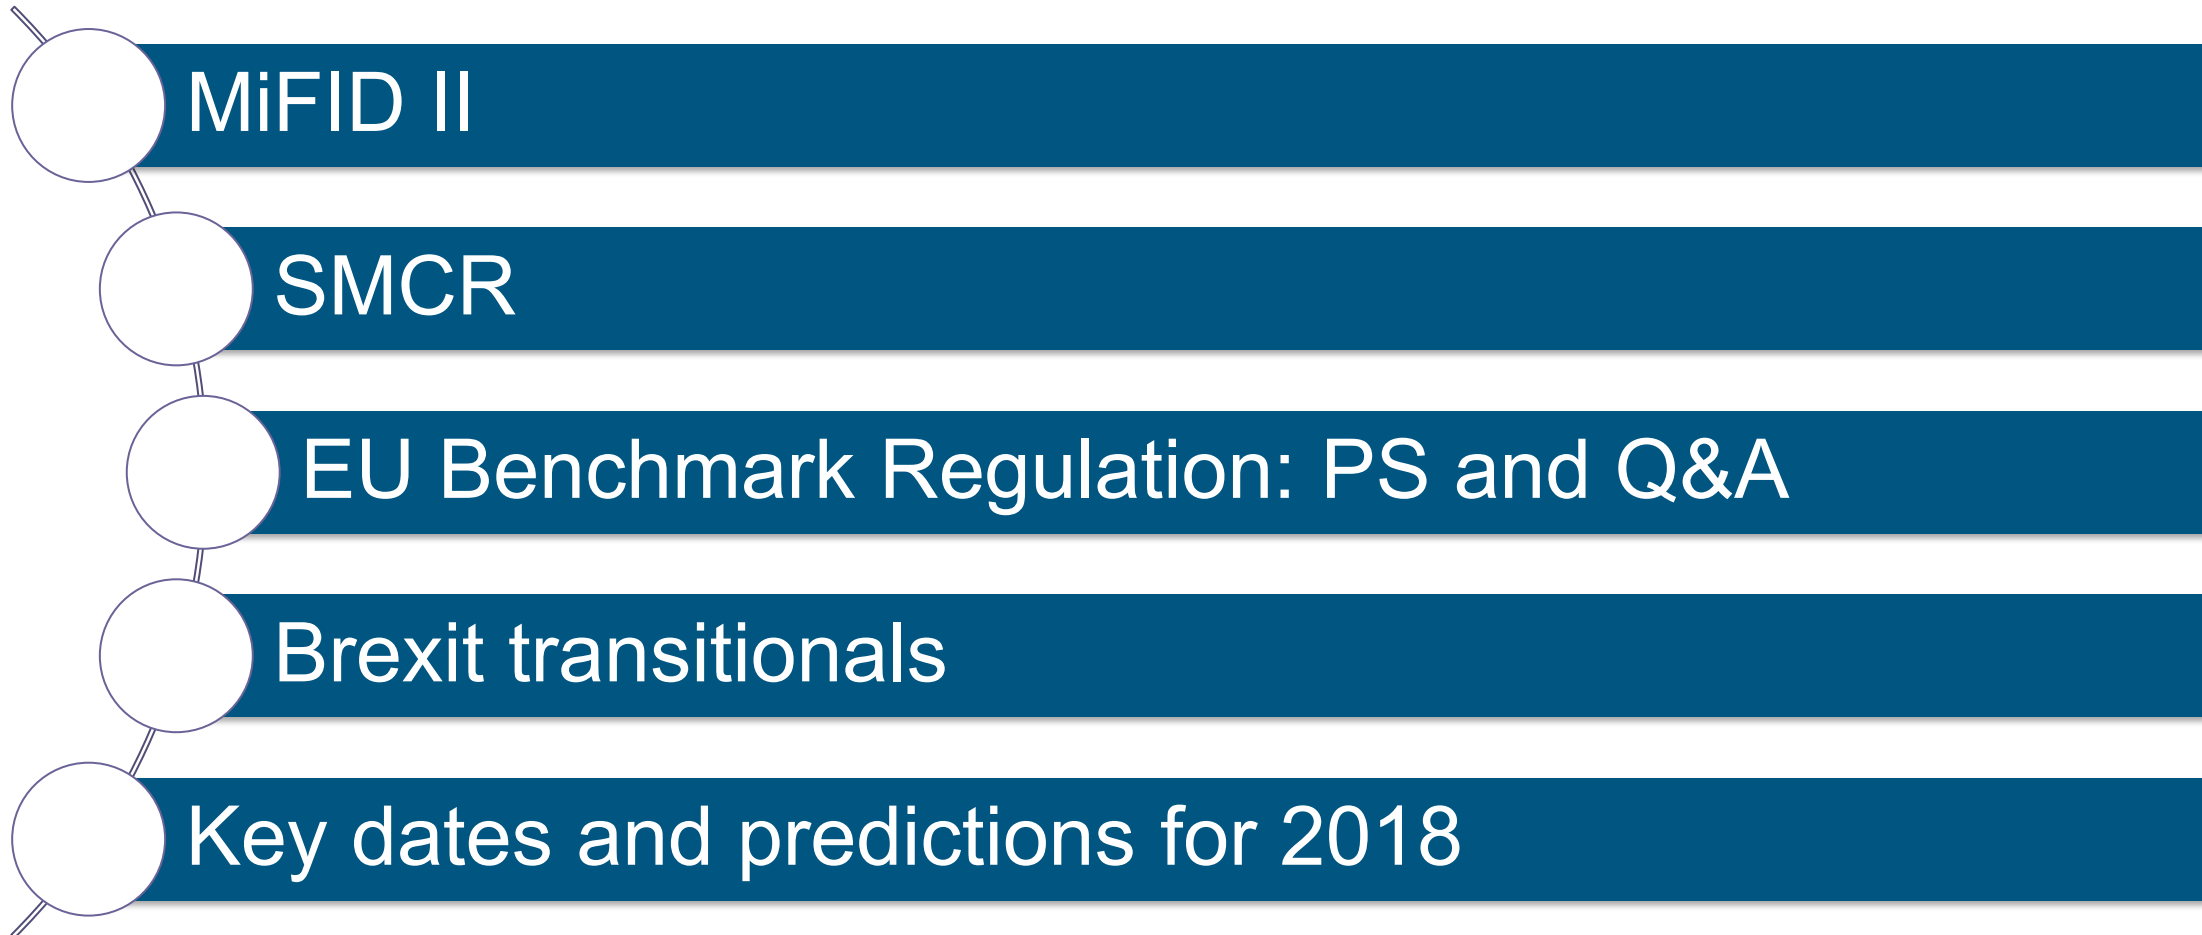 MiFID II
SMCR
EU Benchmark Regulation: PS and Q&A
Brexit transitionals
Key dates and predictions for 2018